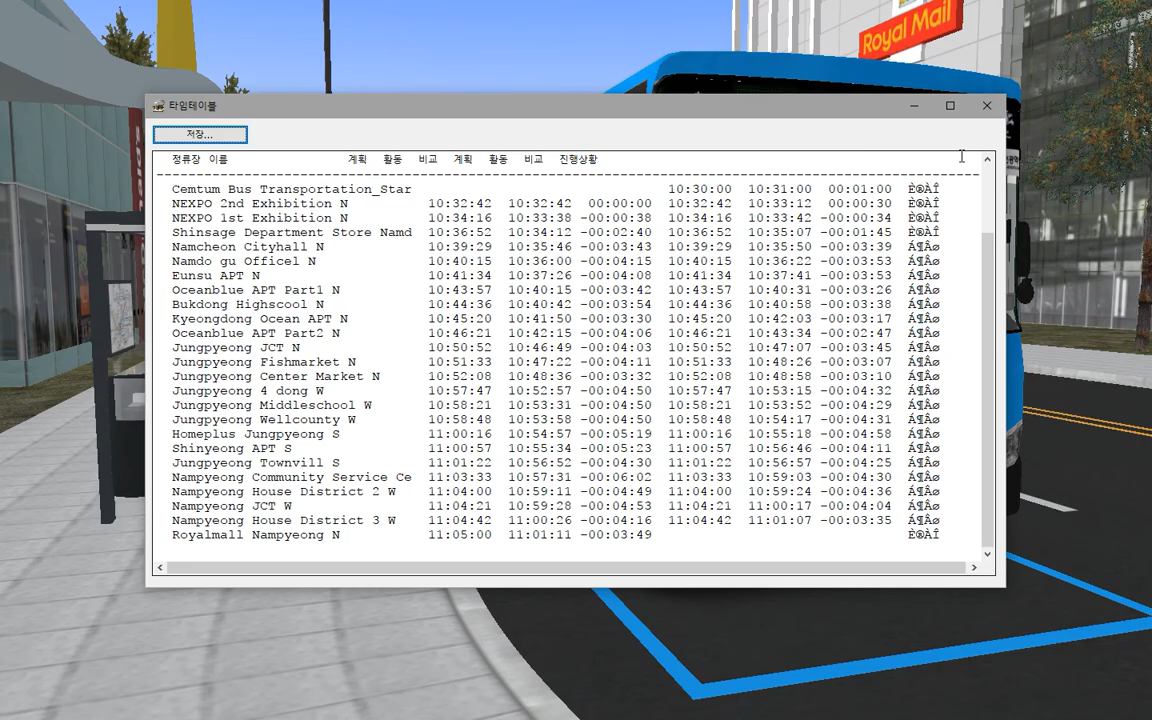 Royal Mail
타임테이블
저장...
정류장 이름 계획 활동 비교 계획 활동 비교 진행상황
Cemtum Bus Transportation_Star 10:30:00 10:31:00 00:01:00 È®ÀÎ
NEXPO 2nd Exhibition N 10:32:42 10:32:42 00:00:00 10:32:42 10:33:12 00:00:30 È®ÀÎ
NEXPO 1st Exhibition N 10:34:16 10:33:38 -00:00:38 10:34:16 10:33:42 -00:00:34 È®ÀÎ
Shinsage Department Store Namd 10:36:52 10:34:12 -00:02:40 10:36:52 10:35:07 -00:01:45 È®ÀÎ
Namcheon Cityhall N 10:39:29 10:35:46 -00:03:43 10:39:29 10:35:50 -00:03:39 Á¶Âø
Namdo gu Officel N 10:40:15 10:36:00 -00:04:15 10:40:15 10:36:22 -00:03:53 Á¶Âø
Eunsu APT N 10:41:34 10:37:26 -00:04:08 10:41:34 10:37:41 -00:03:53 Á¶Âø
Oceanblue APT Part1 N 10:43:57 10:40:15 -00:03:42 10:43:57 10:40:31 -00:03:26 Á¶Âø
Bukdong Highscool N 10:44:36 10:40:42 -00:03:54 10:44:36 10:40:58 -00:03:38 Á¶Âø
Kyeongdong Ocean APT N 10:45:20 10:41:50 -00:03:30 10:45:20 10:42:03 -00:03:17 Á¶Âø
Oceanblue APT Part2 N 10:46:21 10:42:15 -00:04:06 10:46:21 10:43:34 -00:02:47 Á¶Âø
Jungpyeong JCT N 10:50:52 10:46:49 -00:04:03 10:50:52 10:47:07 -00:03:45 Á¶Âø
Jungpyeong Fishmarket N 10:51:33 10:47:22 -00:04:11 10:51:33 10:48:26 -00:03:07 Á¶Âø
Jungpyeong Center Market N 10:52:08 10:48:36 -00:03:32 10:52:08 10:48:58 -00:03:10 Á¶Âø
Jungpyeong 4 dong W 10:57:47 10:52:57 -00:04:50 10:57:47 10:53:15 -00:04:32 Á¶Âø
Jungpyeong Middleschool W 10:58:21 10:53:31 -00:04:50 10:58:21 10:53:52 -00:04:29 Á¶Âø
Jungpyeong Wellcounty W 10:58:48 10:53:58 -00:04:50 10:58:48 10:54:17 -00:04:31 Á¶Âø
Homeplus Jungpyeong S 11:00:16 10:54:57 -00:05:19 11:00:16 10:55:18 -00:04:58 Á¶Âø
Shinyeong APT S 11:00:57 10:55:34 -00:05:23 11:00:57 10:56:46 -00:04:11 Á¶Âø
Jungpyeong Townvill S 11:01:22 10:56:52 -00:04:30 11:01:22 10:56:57 -00:04:25 Á¶Âø
Nampyeong Community Service Ce 11:03:33 10:57:31 -00:06:02 11:03:33 10:59:03 -00:04:30 Á¶Âø
Nampyeong House District 2 W 11:04:00 10:59:11 -00:04:49 11:04:00 10:59:24 -00:04:36 Á¶Âø
Nampyeong JCT W 11:04:21 10:59:28 -00:04:53 11:04:21 11:00:17 -00:04:04 Á¶Âø
Nampyeong House District 3 W 11:04:42 11:00:26 -00:04:16 11:04:42 11:01:07 -00:03:35 Á¶Âø
Royalmall Nampyeong N 11:05:00 11:01:11 -00:03:49 È®ÀÎ